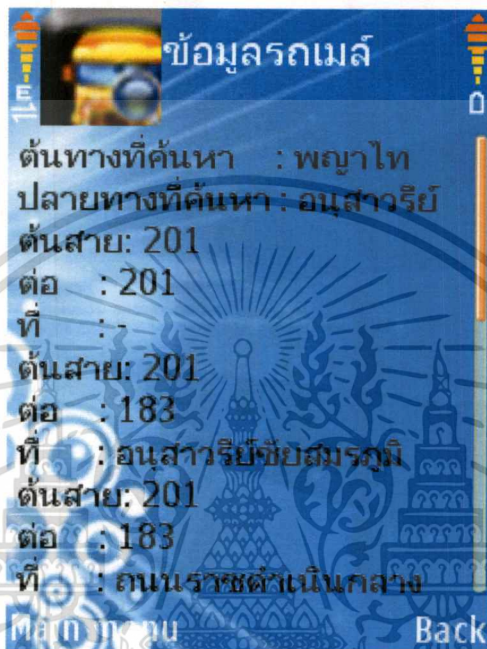 ข้อมูลรถเมล์
E
ต้นทางที่ค้นหา : พญาไท
ปลายทางที่ค้นหา : อนุสาวรีย์
ต้นสาย: 201
ต่อ : 201
ที่ : -
ต้นสาย: 201
ต่อ : 183
ที่ : อนุสาวรีย์ชัยสมรภูมิ
ต้นสาย: 201
ต่อ : 183
ที่ : ถนนราชดำเนินกลาง
Main menu Back